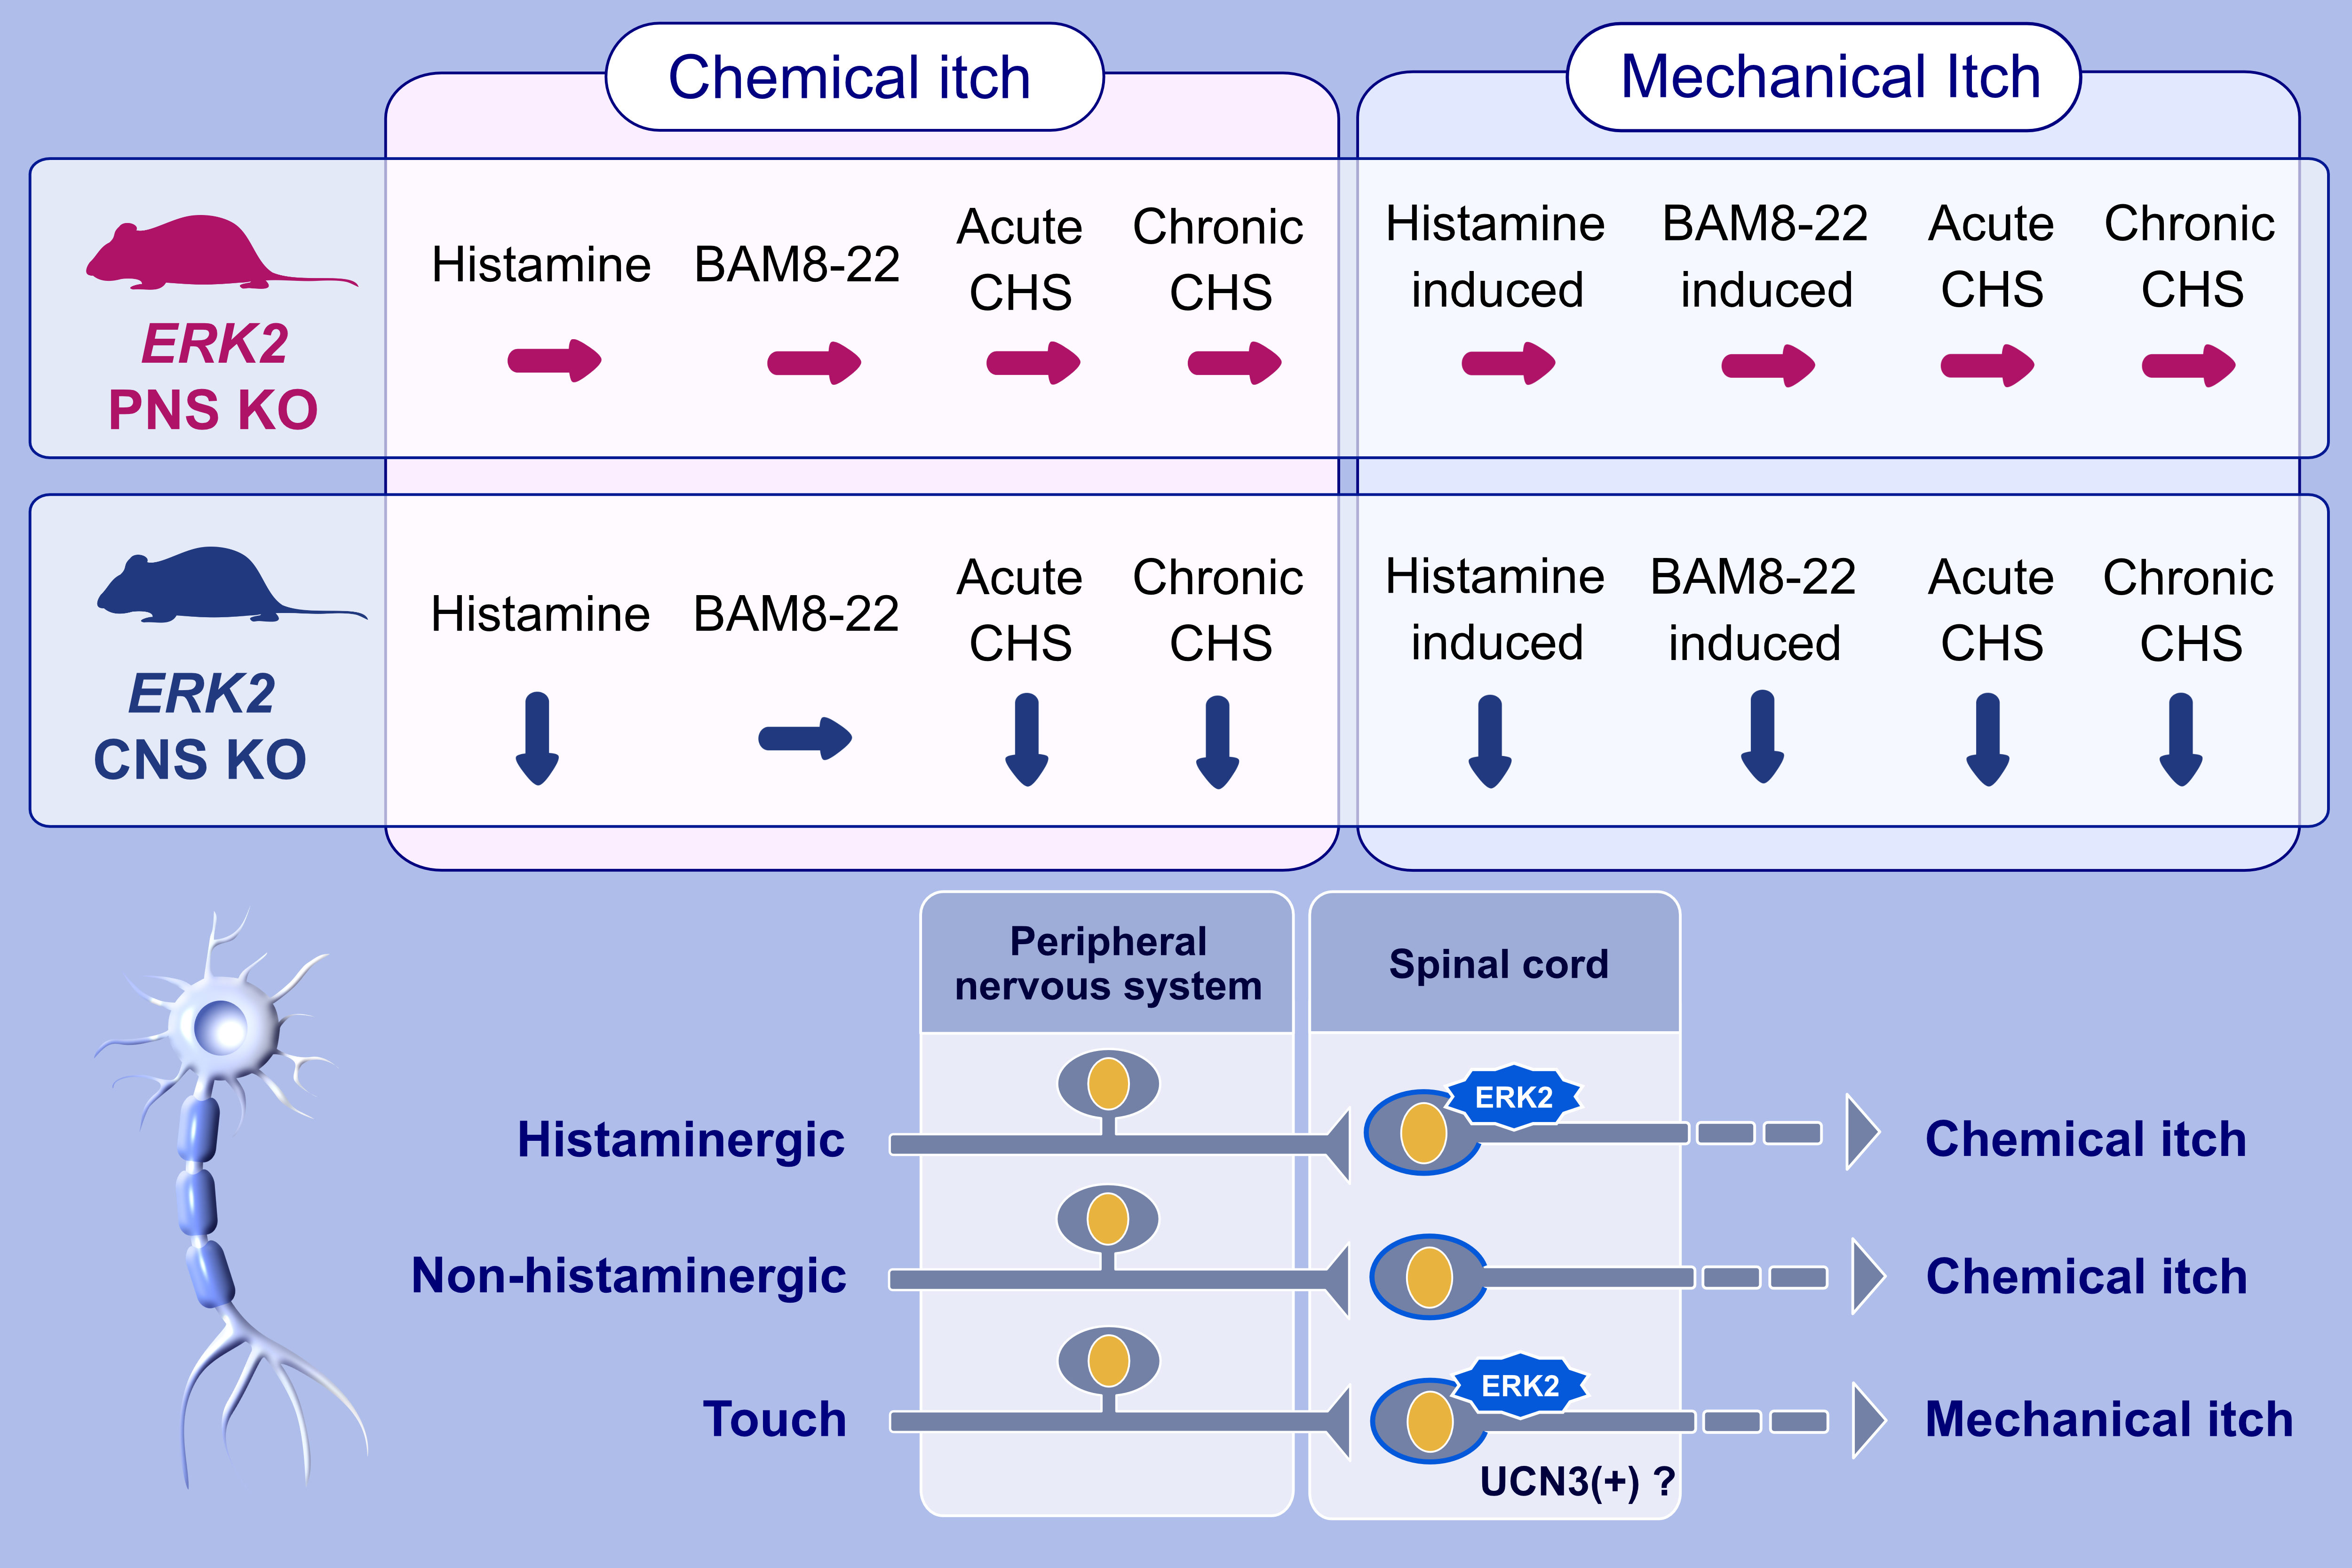 Chemical itch
Mechanical Itch
ERK2
PNS KO
Histamine
BAM8-22
Acute
CHS
Chronic
CHS
Histamine
induced
BAM8-22
induced
Acute
CHS
Chronic
CHS
ERK2
CNS KO
Histamine
BAM8-22
Acute
CHS
Chronic
CHS
Histamine
induced
BAM8-22
induced
Acute
CHS
Chronic
CHS
Peripheral
nervous system
Spinal cord
Histaminergic
ERK2
Chemical itch
Non-histaminergic
Chemical itch
Touch
ERK2
Mechanical itch
UCN3(+) ?